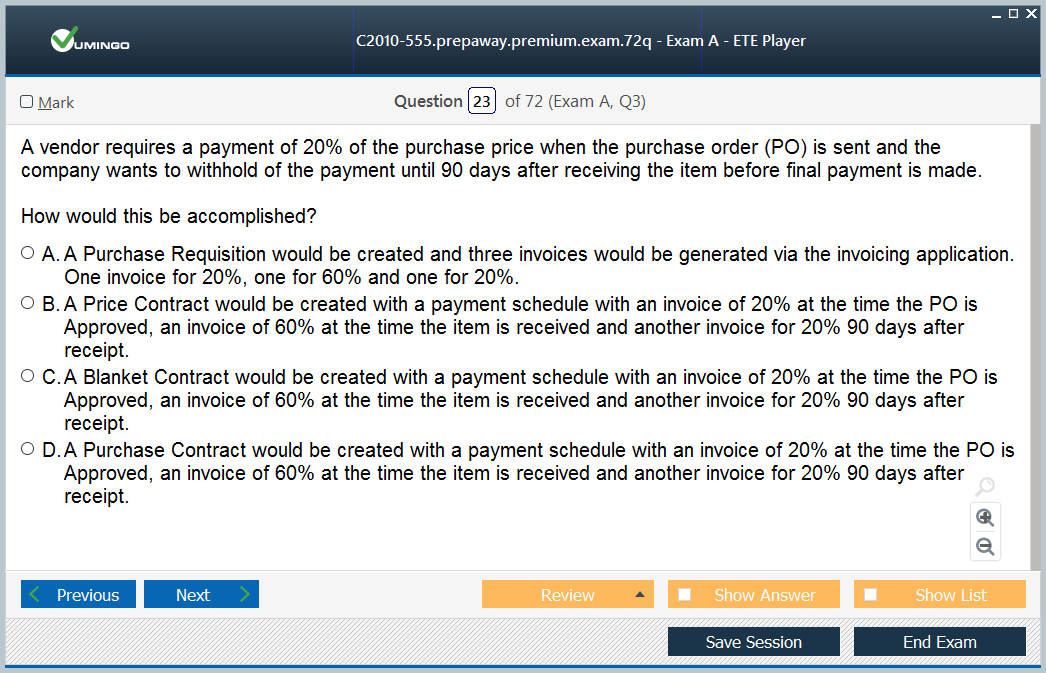 VUMINGO
C2010-555.prepaway.premium.exam.72q - Exam A - ETE Player
Mark
Question 23 of 72 (Exam A, Q3)
A vendor requires a payment of 20% of the purchase price when the purchase order (PO) is sent and the
company wants to withhold of the payment until 90 days after receiving the item before final payment is made.
How would this be accomplished?
A. A Purchase Requisition would be created and three invoices would be generated via the invoicing application.
One invoice for 20%, one for 60% and one for 20%.
B. A Price Contract would be created with a payment schedule with an invoice of 20% at the time the PO is
Approved, an invoice of 60% at the time the item is received and another invoice for 20% 90 days after
receipt.
C. A Blanket Contract would be created with a payment schedule with an invoice of 20% at the time the PO is
Approved, an invoice of 60% at the time the item is received and another invoice for 20% 90 days after
receipt.
D. A Purchase Contract would be created with a payment schedule with an invoice of 20% at the time the PO is
Approved, an invoice of 60% at the time the item is received and another invoice for 20% 90 days after
receipt.
Previous Next Review Show Answer Show List
Save Session End Exam